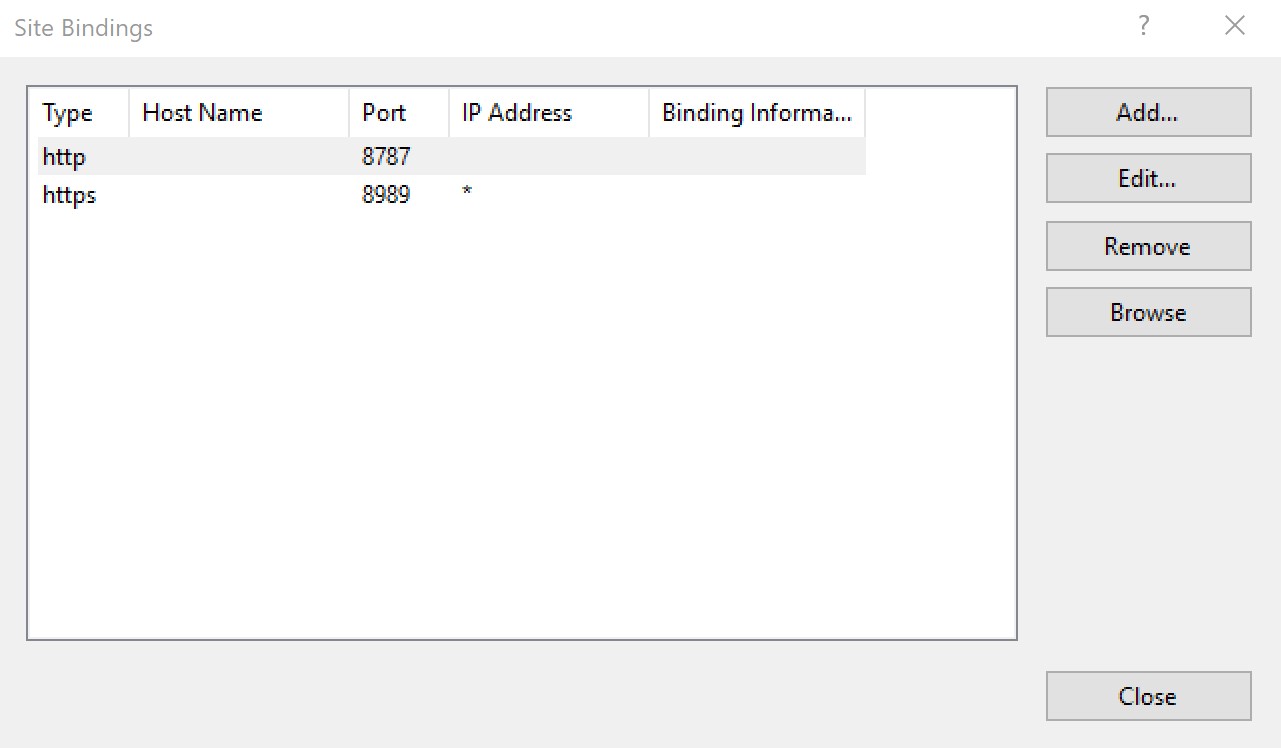 Site Bindings ?
Type Host Name Port IP Address Binding Informa... Add...
http 8787
Edit...
https 8989 *
Remove
Browse
Close